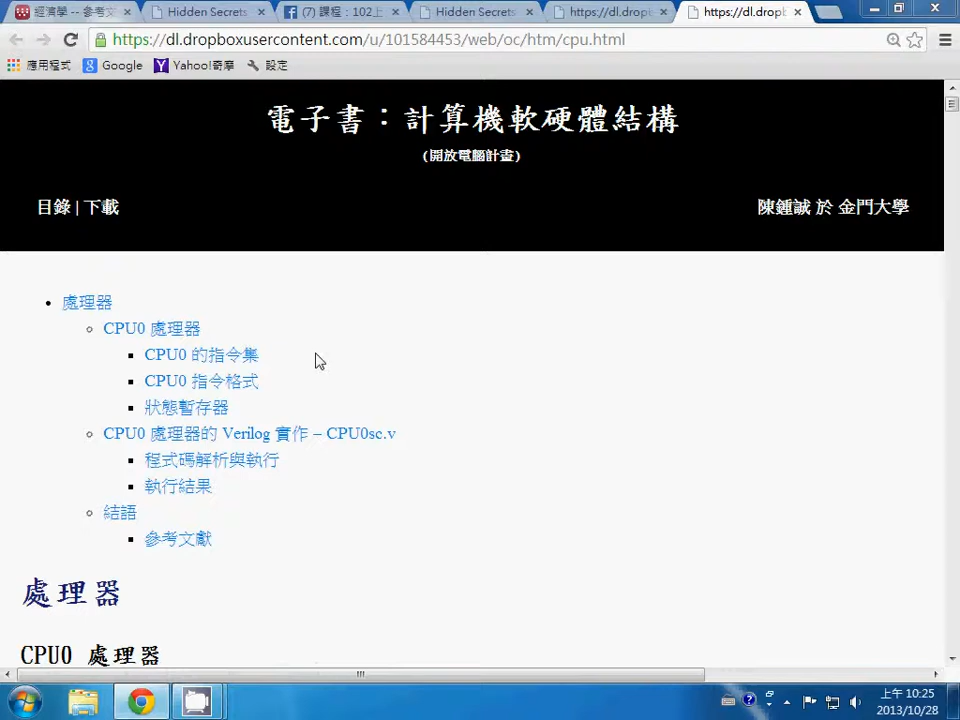 經濟學 -- 參考文
Hidden Secrets
(7) 課程：102上
Hidden Secrets
https://dl.dropb
https://dl.dropb
https://dl.dropboxusercontent.com/u/101584453/web/oc/htm/cpu.html
應用程式
Google
Yahoo!奇摩
設定
電子書：計算機軟硬體結構
(開放電腦計畫)
目錄 | 下載
陳鍾誠 於 金門大學
處理器
CPU0 處理器
CPU0 的指令集
CPU0 指令格式
狀態暫存器
CPU0 處理器的 Verilog 實作 – CPU0sc.v
程式碼解析與執行
執行結果
結語
參考文獻
處理器
CPU0 處理器
上午 10:25
2013/10/28